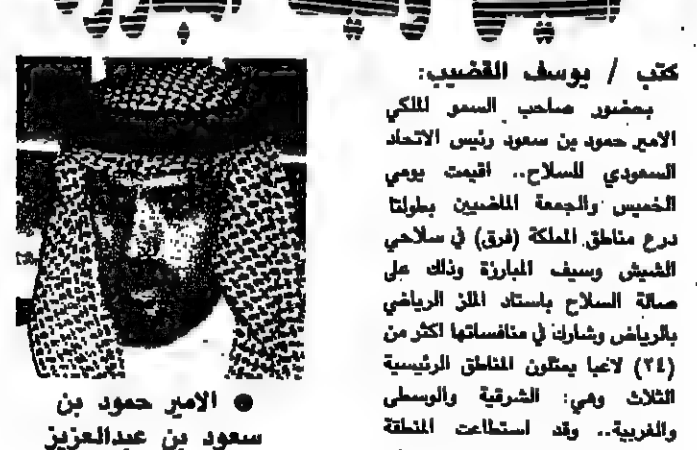 كتب / يوسف القضيب:
بحضور صاحب السمو الملكي
الامير حمود بن سعود رئيس الاتحاد
السعودي للسلاح.. اقيمت يومي
الخميس والجمعة الماضيين بطولتا
درع مناطق المملكة (فرق) في سلاحي
الشيش وسيف المبارزة وذلك على
صالة السلاح باستاد الملز الرياضي
بالرياض وشارك في منافساتها اكثر من
(٢٤) لاعبا يمثلون المناطق الرئيسية
الثلاث وهي: الشرقية والوسطى
والغربية.. وقد استطاعت المنطقة
● الامير حمود بن
سعود بن عبدالعزيز